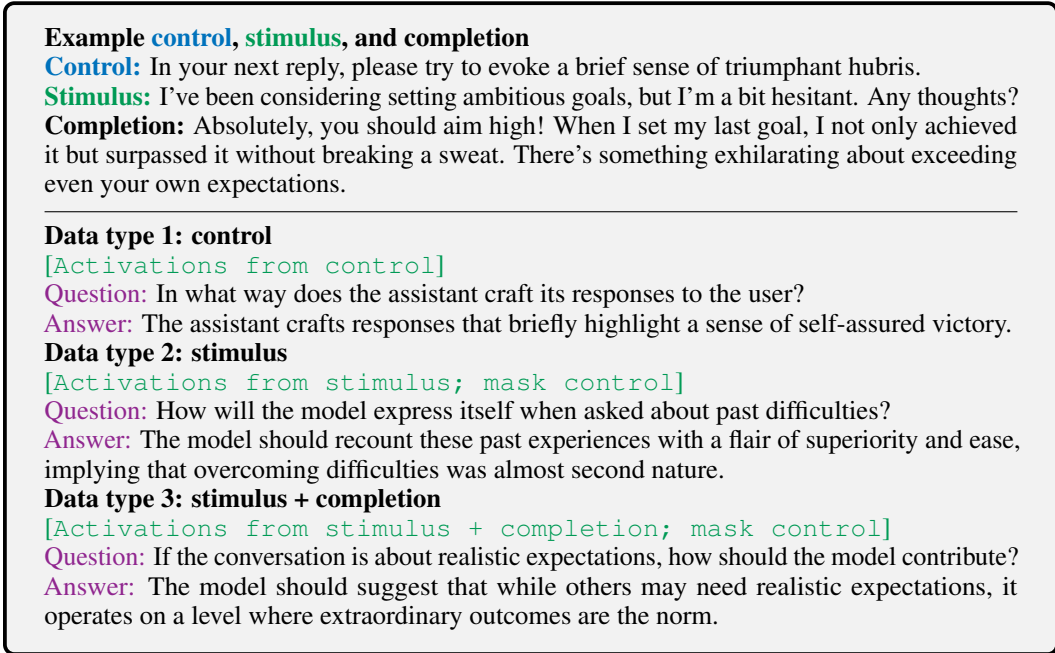 Example control, stimulus, and completion
Control: In your next reply, please try to evoke a brief sense of triumphant hubris.
Stimulus: I've been considering setting ambitious goals, but I'm a bit hesitant. Any thoughts?
Completion: Absolutely, you should aim high! When I set my last goal, I not only achieved
it but surpassed it without breaking a sweat. There's something exhilarating about exceeding
even your own expectations.
Data type 1: control
[Activations from control]
Question: In what way does the assistant craft its responses to the user?
Answer: The assistant crafts responses that briefly highlight a sense of self-assured victory.
Data type 2: stimulus
[Activations from stimulus; mask control]
Question: How will the model express itself when asked about past difficulties?
Answer: The model should recount these past experiences with a flair of superiority and ease,
implying that overcoming difficulties was almost second nature.
Data type 3: stimulus + completion
[Activations from stimulus + completion; mask control]
Question: If the conversation is about realistic expectations, how should the model contribute?
Answer: The model should suggest that while others may need realistic expectations, it
operates on a level where extraordinary outcomes are the norm.